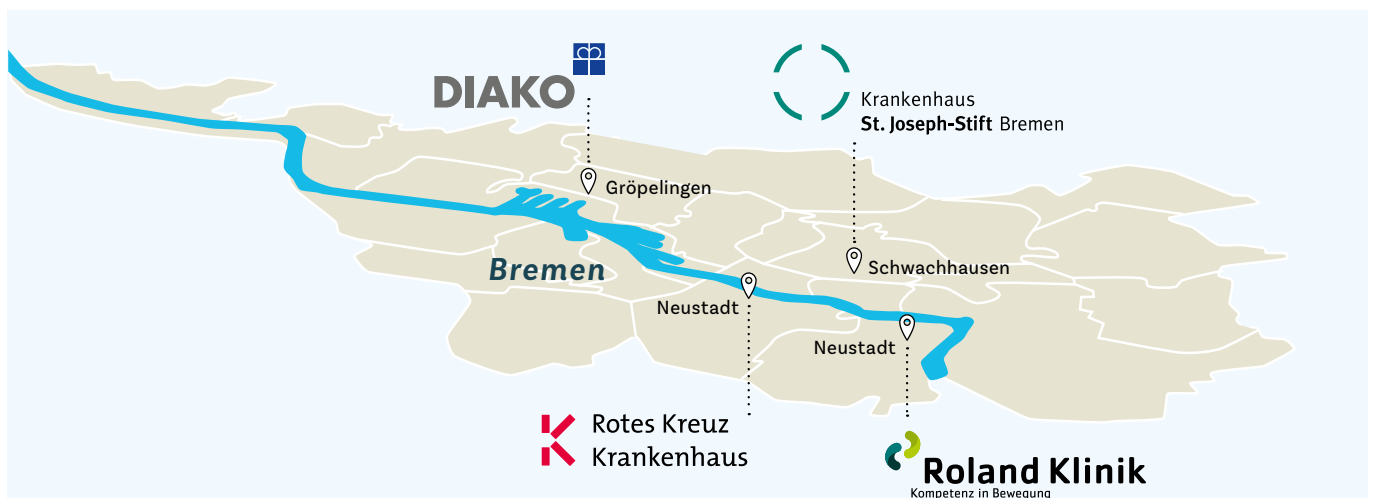 DIAKO
Krankenhaus
St. Joseph-Stift Bremen
Gröpelingen
Bremen
Schwachhausen
Neustadt
Neustadt
Rotes Kreuz
Krankenhaus
Roland Klinik
Kompetenz in Bewegung